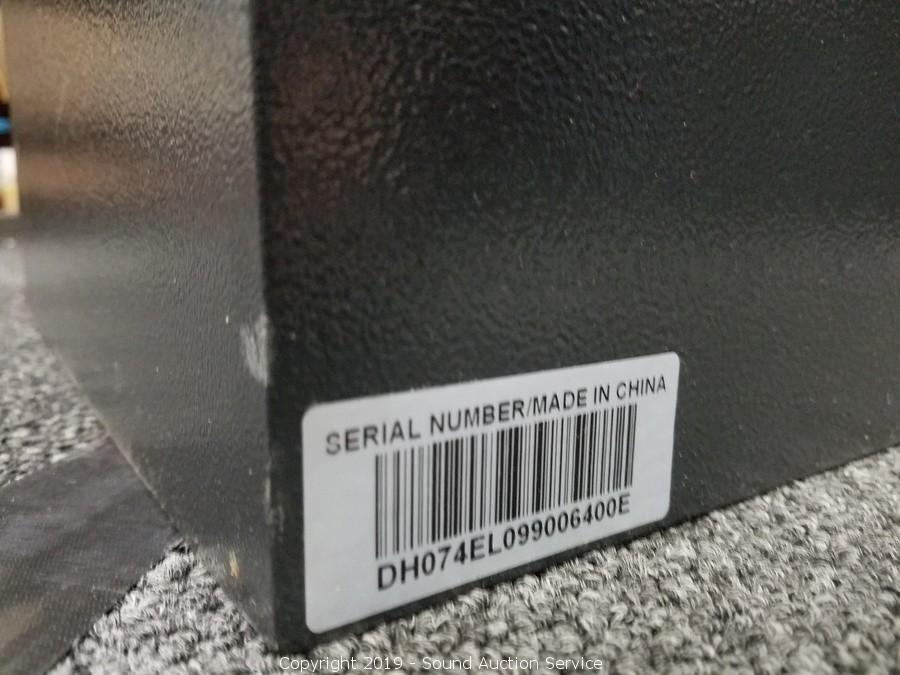 SERIAL NUMBER/MADE IN CHINA
DH074EL099006400E
Copyright 2019 - Sound Auction Service